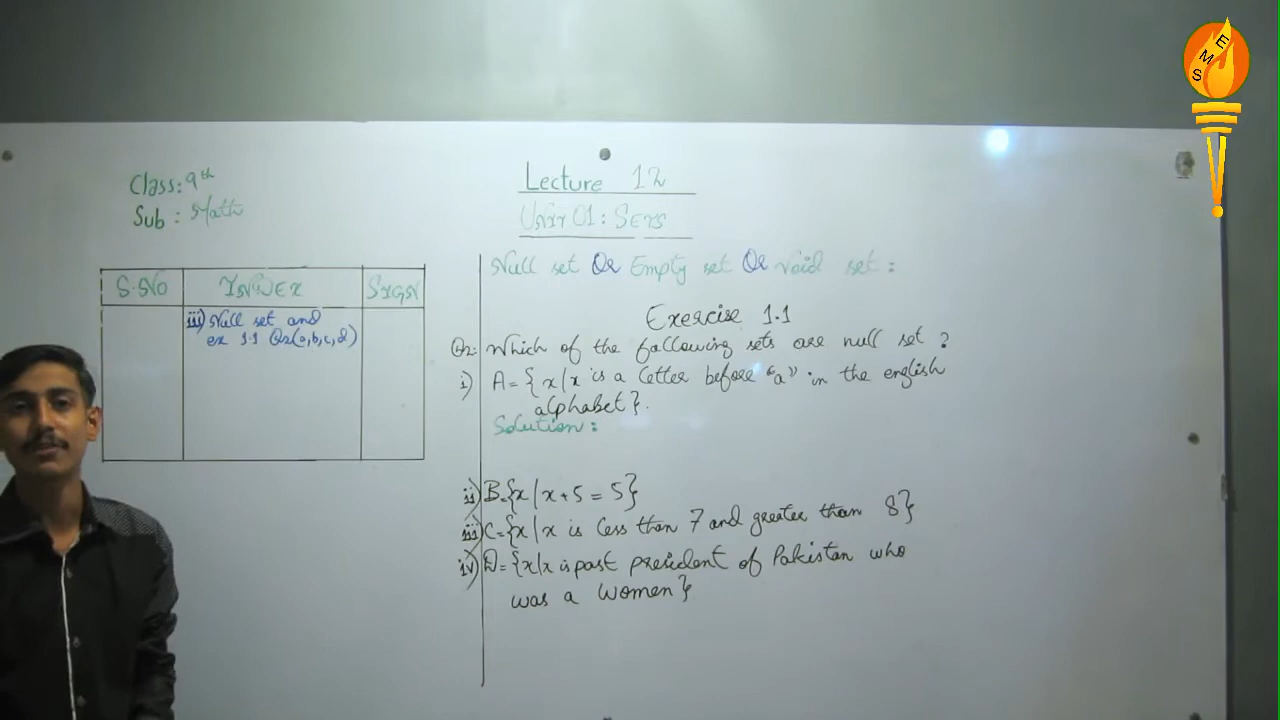 E
M
S
Class: 9th
Sub : Math
Lecture 12
Unit 01 : Sets
S.No INDEX SIGN
iii) Null set and
ex 1.1 Q2(a,b,c,d)
Null set Or Empty set Or Void set :
Exercise 1.1
Q2: Which of the following sets are null set ?
i) A = { x/x is a letter before "a" in the english
alphabet}.
Solution :
ii) B={x/x+5=5}
iii) C={x/x is less than 7 and greater than 8}
iv) D={x/x is past president of Pakistan who
was a women}